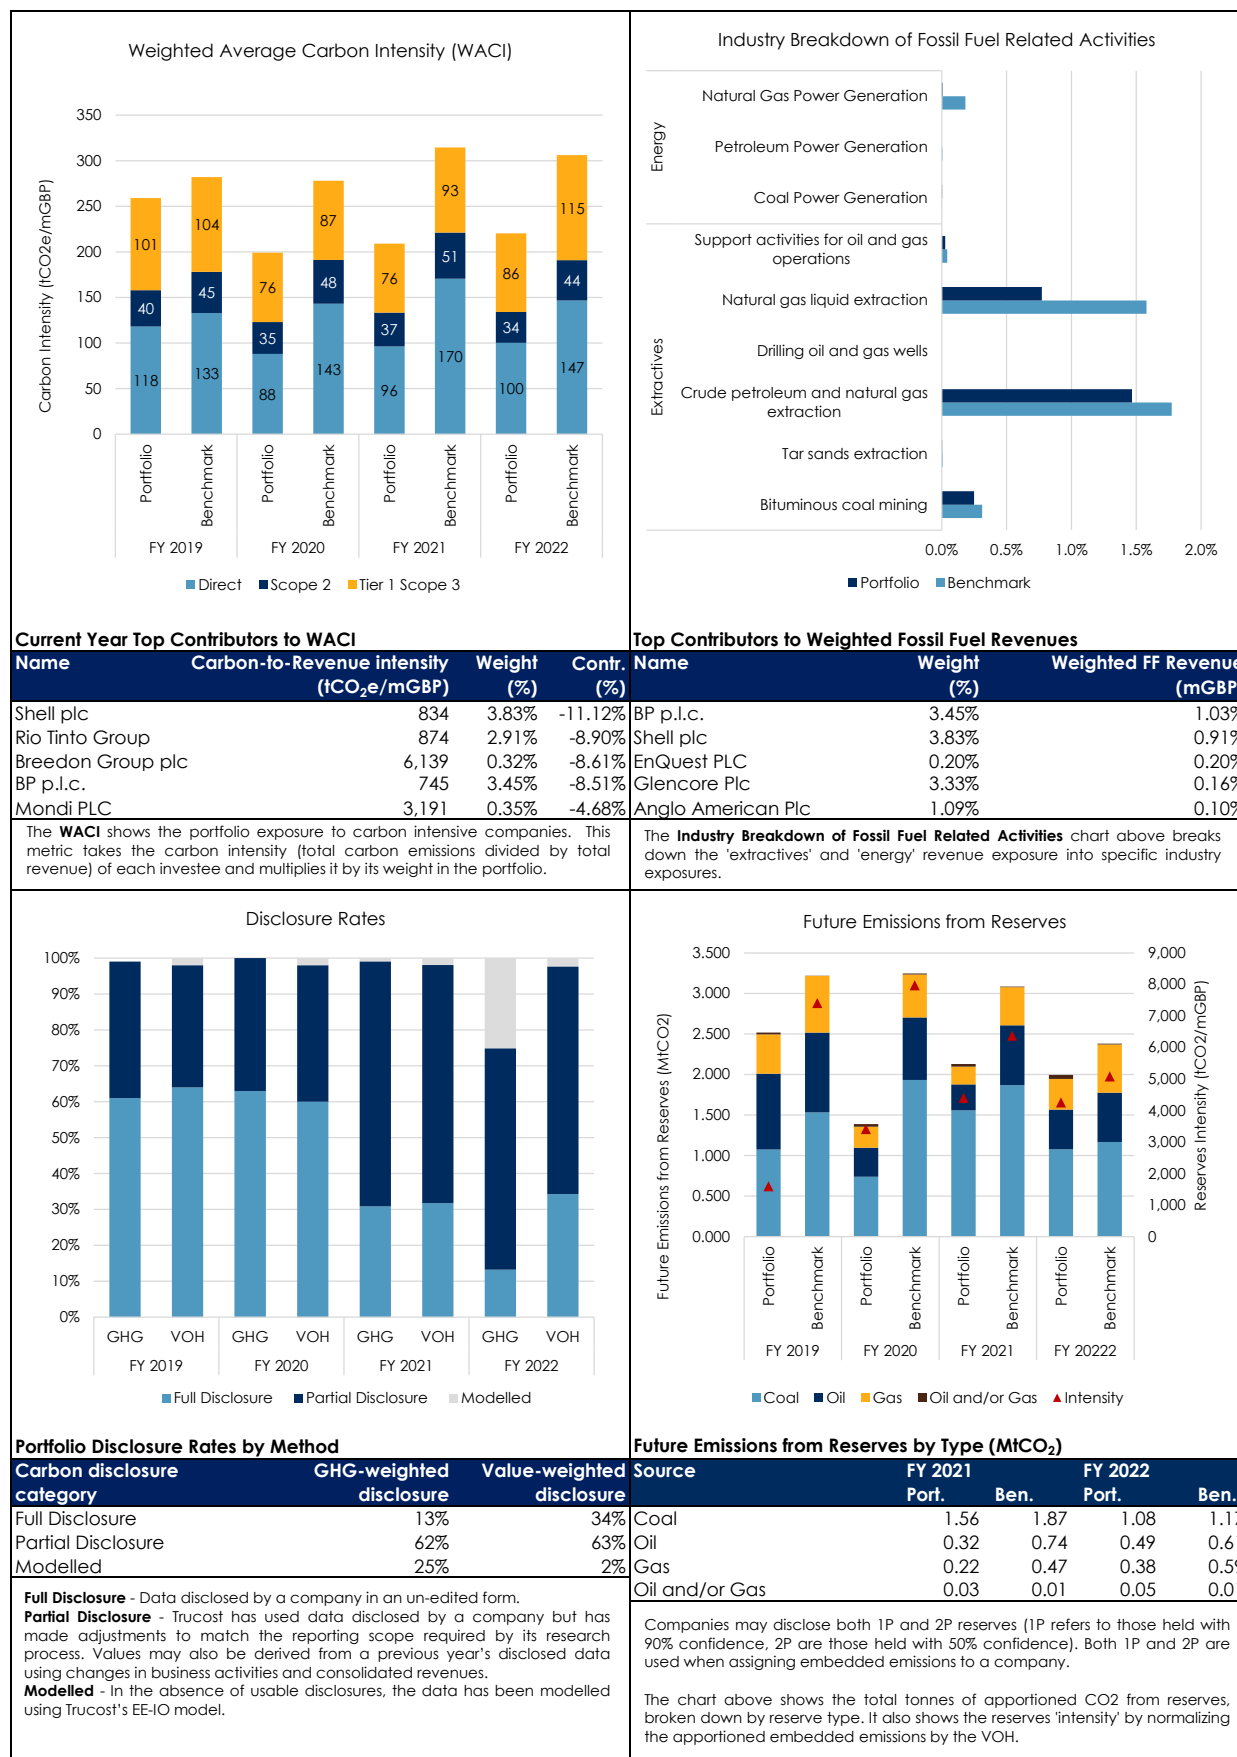 Weighted Average Carbon Intensity (WACI)
Carbon Intensity (tCO2e/mGBP)
350
300
250
200
150
100
50
0
101
40
118
104
45
133
76
35
88
87
48
143
76
37
96
93
51
170
86
34
100
115
44
147
Portfolio
Benchmark
Portfolio
Benchmark
Portfolio
Benchmark
Portfolio
Benchmark
FY 2019 FY 2020 FY 2021 FY 2022
Direct Scope 2 Tier 1 Scope 3
Industry Breakdown of Fossil Fuel Related Activities
Energy
Natural Gas Power Generation
Petroleum Power Generation
Coal Power Generation
Extractives
Support activities for oil and gas
operations
Natural gas liquid extraction
Drilling oil and gas wells
Crude petroleum and natural gas
extraction
Tar sands extraction
Bituminous coal mining
0.0% 0.5% 1.0% 1.5% 2.0%
Portfolio Benchmark
Current Year Top Contributors to WACI
Name Carbon-to-Revenue intensity Weight Contr.
(tCO2e/mGBP) (%) (%)
Shell plc 834 3.83% -11.12%
Rio Tinto Group 874 2.91% -8.90%
Breedon Group plc 6,139 0.32% -8.61%
BP p.l.c. 745 3.45% -8.51%
Mondi PLC 3,191 0.35% -4.68%
The WACI shows the portfolio exposure to carbon intensive companies. This
metric takes the carbon intensity (total carbon emissions divided by total
revenue) of each investee and multiplies it by its weight in the portfolio.
Top Contributors to Weighted Fossil Fuel Revenues
Name Weight Weighted FF Revenue
(%) (mGBP
BP p.l.c. 3.45% 1.03%
Shell plc 3.83% 0.91%
EnQuest PLC 0.20% 0.20%
Glencore Plc 3.33% 0.16%
Anglo American Plc 1.09% 0.10%
The Industry Breakdown of Fossil Fuel Related Activities chart above breaks
down the 'extractives' and 'energy' revenue exposure into specific industry
exposures.
Disclosure Rates
100%
90%
80%
70%
60%
50%
40%
30%
20%
10%
0%
GHG VOH GHG VOH GHG VOH GHG VOH
FY 2019 FY 2020 FY 2021 FY 2022
Full Disclosure Partial Disclosure Modelled
Future Emissions from Reserves
Future Emissions from Reserves (MtCO2)
3.500
3.000
2.500
2.000
1.500
1.000
0.500
0.000
9,000
8,000
7,000
6,000
5,000
4,000
3,000
2,000
1,000
0
Reserves Intensity (tCO2/mGBP)
Portfolio
Benchmark
Portfolio
Benchmark
Portfolio
Benchmark
Portfolio
Benchmark
FY 2019 FY 2020 FY 2021 FY 20222
Coal Oil Gas Oil and/or Gas Intensity
Portfolio Disclosure Rates by Method
Carbon disclosure GHG-weighted Value-weighted
category disclosure disclosure
Full Disclosure 13% 34%
Partial Disclosure 62% 63%
Modelled 25% 2%
Full Disclosure - Data disclosed by a company in an un-edited form.
Partial Disclosure - Trucost has used data disclosed by a company but has
made adjustments to match the reporting scope required by its research
process. Values may also be derived from a previous year's disclosed data
using changes in business activities and consolidated revenues.
Modelled - In the absence of usable disclosures, the data has been modelled
using Trucost's EE-IO model.
Future Emissions from Reserves by Type (MtCO2)
Source FY 2021 FY 2022
Port. Ben. Port. Ben.
Coal 1.56 1.87 1.08
Oil 0.32 0.74 0.49
Gas 0.22 0.47 0.38
Oil and/or Gas 0.03 0.01 0.05
Companies may disclose both 1P and 2P reserves (1P refers to those held with
90% confidence, 2P are those held with 50% confidence). Both 1P and 2P are
used when assigning embedded emissions to a company.
The chart above shows the total tonnes of apportioned CO2 from reserves,
broken down by reserve type. It also shows the reserves 'intensity' by normalizing
the apportioned embedded emissions by the VOH.